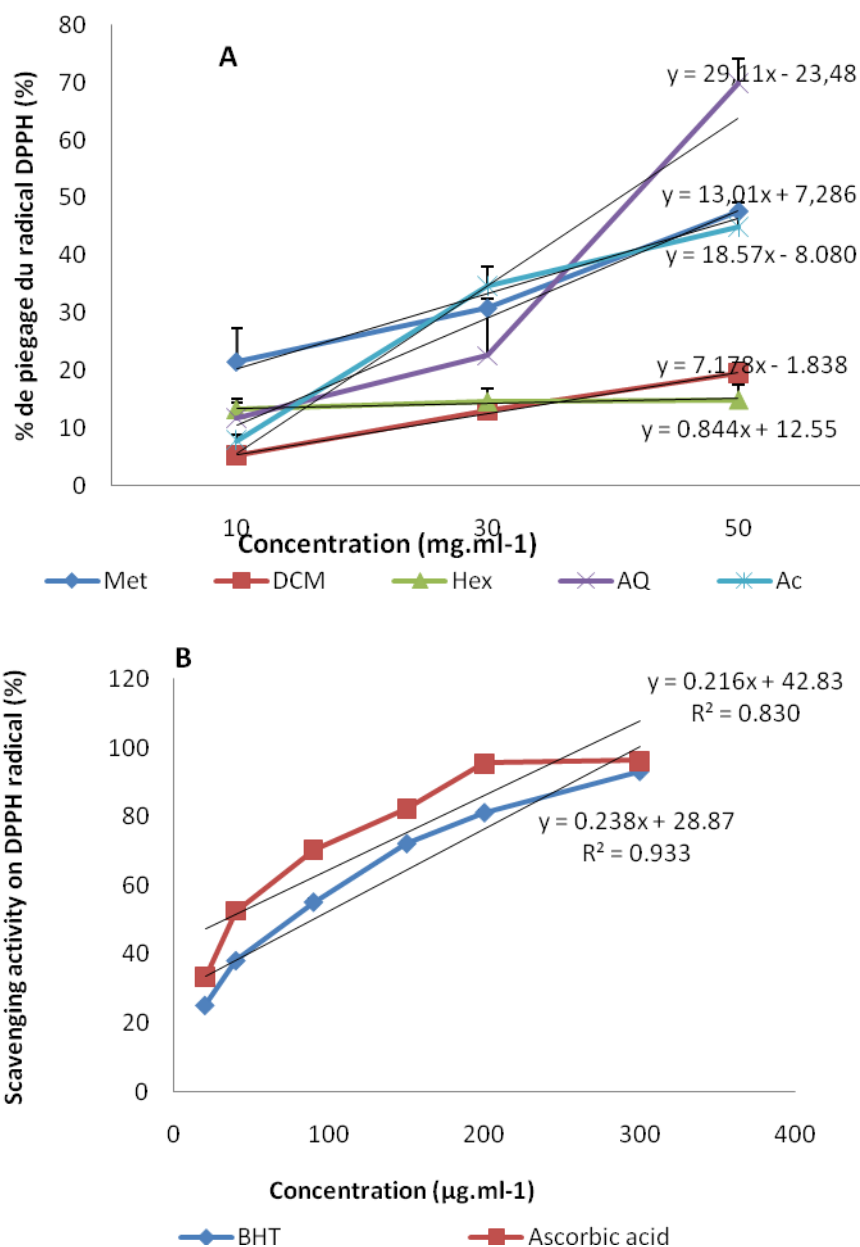 A
% de piegage du radical DPPH (%)
80
70
60
50
40
30
20
10
0
y = 29,11x - 23,48
y = 13,01x + 7,286
y = 18.57x - 8.080
y = 7.178x - 1.838
y = 0.844x + 12.55
10 30 50
Concentration (mg.ml-1)
Met DCM Hex AQ Ac
B
Scavenging activity on DPPH radical (%)
120
100
80
60
40
20
0
y = 0.216x + 42.83
R² = 0.830
y = 0.238x + 28.87
R² = 0.933
0 100 200 300 400
Concentration (µg.ml-1)
BHT Ascorbic acid